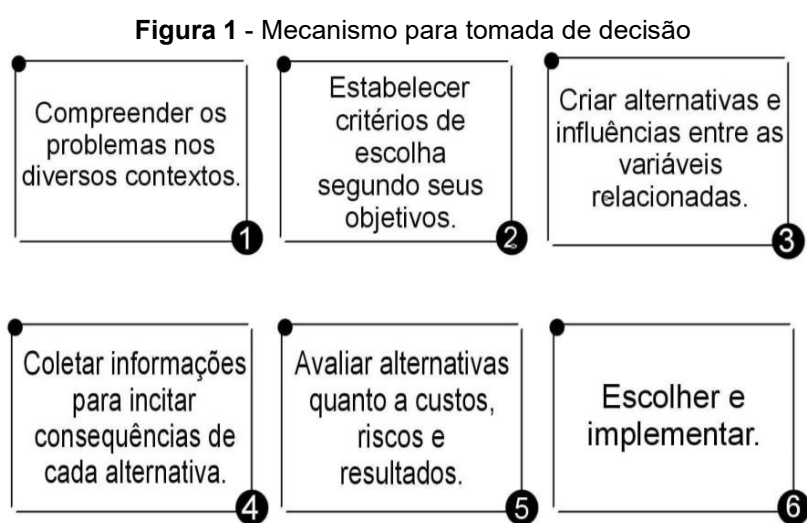 Figura 1 - Mecanismo para tomada de decisão
Compreender os
problemas nos
diversos contextos.
1
Estabelecer
critérios de
escolha
segundo seus
objetivos.
2
Criar alternativas e
influências entre as
variáveis
relacionadas.
3
Coletar informações
para incitar
consequências de
cada alternativa.
4
Avaliar alternativas
quanto a custos,
riscos e
resultados.
5
Escolher e
implementar.
6